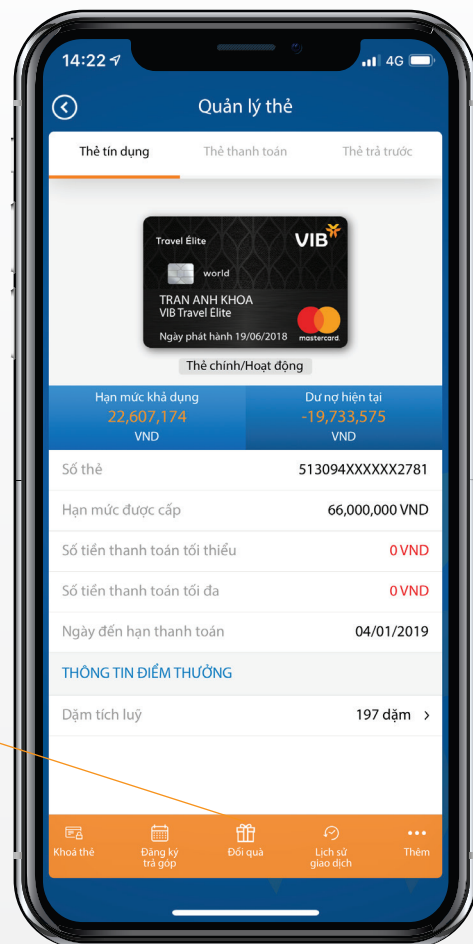 14:22 4G
Quản lý thẻ
Thẻ tín dụng Thẻ thanh toán Thẻ trả trước
Travel Élite VIB
world
TRAN ANH KHOA
VIB Travel Elite
Ngày phát hành 19/06/2018 mastercard
Thẻ chính/Hoạt động
Hạn mức khả dụng Dư nợ hiện tại
22,607,174 -19,733,575
VND VND
Số thẻ 513094XXXXXX2781
Hạn mức được cấp 66,000,000 VND
Số tiền thanh toán tối thiểu 0 VND
Số tiền thanh toán tối đa 0 VND
Ngày đến hạn thanh toán 04/01/2019
THÔNG TIN ĐIỂM THƯỞNG
Dặm tích luỹ 197 dặm >
Khoá thẻ Đăng ký Đổi quà Lịch sử Thêm
trả góp giao dịch